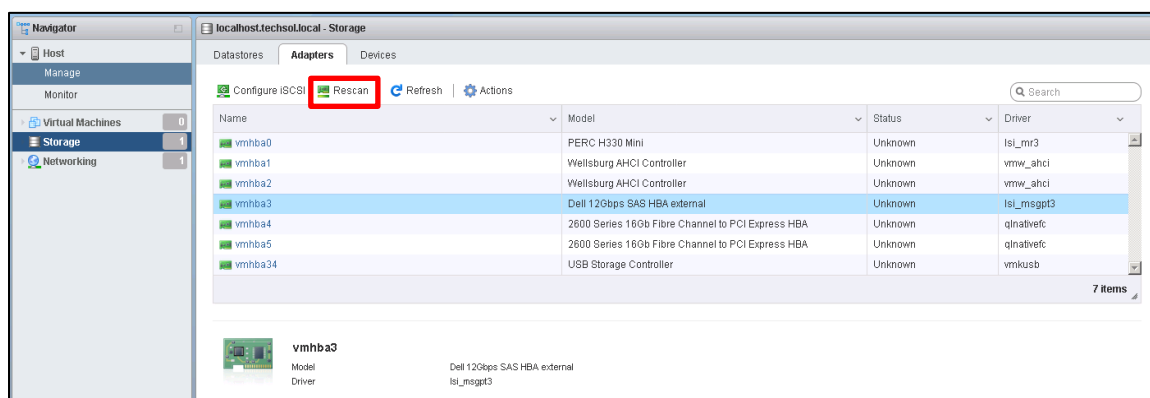 Navigator
localhost.techsol.local - Storage
Host
Manage
Monitor
Virtual Machines 0
Storage 1
Networking 1
Datastores Adapters Devices
Configure iSCSI Rescan Refresh Actions Search
Name Model Status Driver
vmhba0 PERC H330 Mini Unknown lsi_mr3
vmhba1 Wellsburg AHCI Controller Unknown vmw_ahci
vmhba2 Wellsburg AHCI Controller Unknown vmw_ahci
vmhba3 Dell 12Gbps SAS HBA external Unknown lsi_msgpt3
vmhba4 2600 Series 16Gb Fibre Channel to PCI Express HBA Unknown qlnativefc
vmhba5 2600 Series 16Gb Fibre Channel to PCI Express HBA Unknown qlnativefc
vmhba34 USB Storage Controller Unknown vmkusb
7 items
vmhba3
Model Dell 12Gbps SAS HBA external
Driver lsi_msgpt3